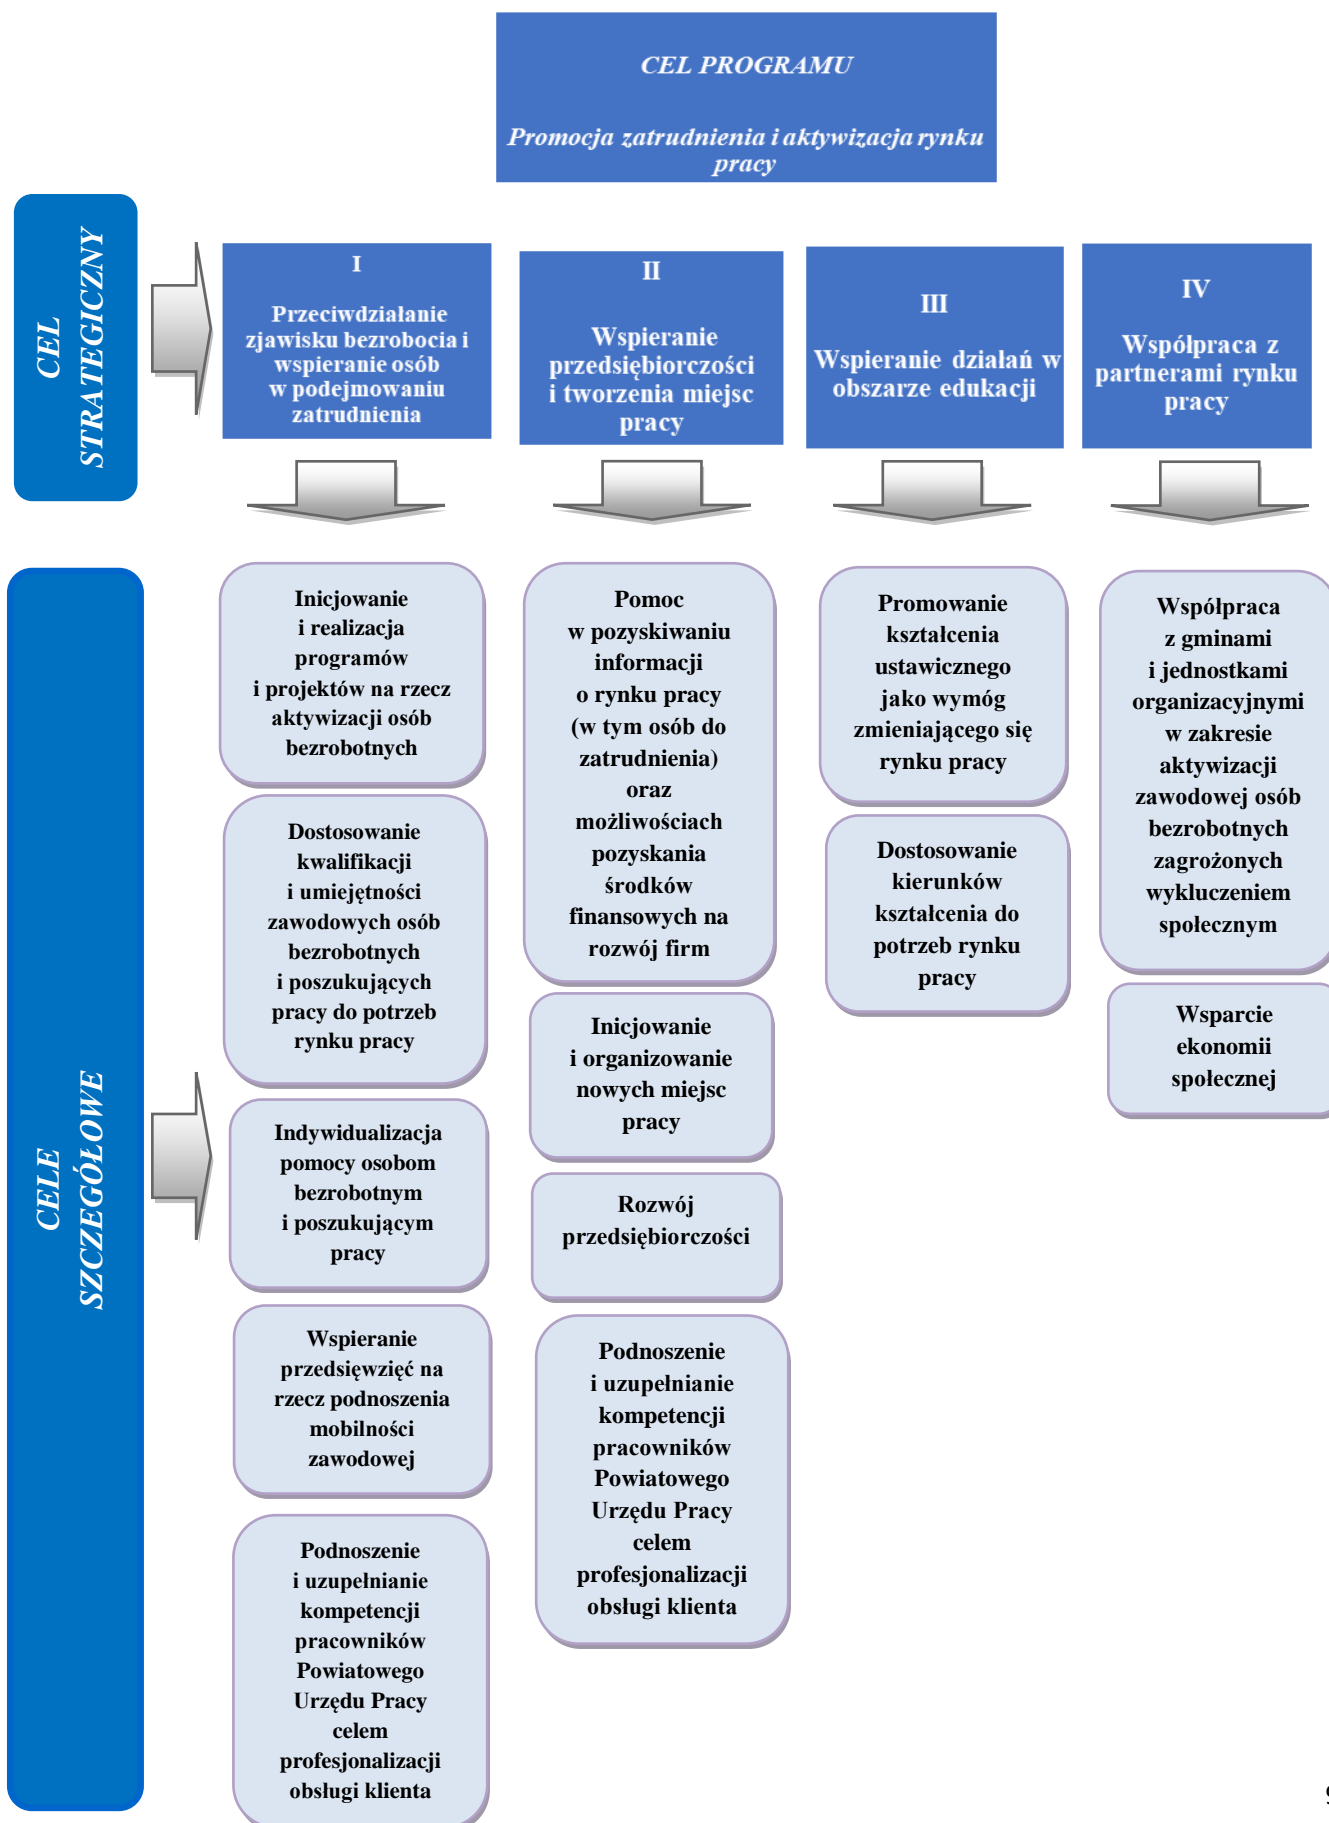 CEL PROGRAMU
Promocja zatrudnienia i aktywizacja rynku
pracy
CEL
STRATEGICZNY
I
Przeciwdziałanie
zjawisku bezrobocia i
wspieranie osób
w podejmowaniu
zatrudnienia
II
Wspieranie
przedsiębiorczości
i tworzenia miejsc
pracy
III
Wspieranie działań w
obszarze edukacji
IV
Współpraca z
partnerami rynku
pracy
CELE
SZCZEGÓŁOWE
Inicjowanie
i realizacja
programów
i projektów na rzecz
aktywizacji osób
bezrobotnych
Dostosowanie
kwalifikacji
i umiejętności
zawodowych osób
bezrobotnych
i poszukujących
pracy do potrzeb
rynku pracy
Indywidualizacja
pomocy osobom
bezrobotnym
i poszukującym
pracy
Wspieranie
przedsięwzięć na
rzecz podnoszenia
mobilności
zawodowej
Podnoszenie
i uzupełnianie
kompetencji
pracowników
Powiatowego
Urzędu Pracy
celem
profesjonalizacji
obsługi klienta
Pomoc
w pozyskiwaniu
informacji
o rynku pracy
(w tym osób do
zatrudnienia)
oraz
możliwościach
pozyskania
środków
finansowych na
rozwój firm
Inicjowanie
i organizowanie
nowych miejsc
pracy
Rozwój
przedsiębiorczości
Podnoszenie
i uzupełnianie
kompetencji
pracowników
Powiatowego
Urzędu Pracy
celem
profesjonalizacji
obsługi klienta
Promowanie
kształcenia
ustawicznego
jako wymóg
zmieniającego się
rynku pracy
Dostosowanie
kierunków
kształcenia do
potrzeb rynku
pracy
Współpraca
z gminami
i jednostkami
organizacyjnymi
w zakresie
aktywizacji
zawodowej osób
bezrobotnych
zagrożonych
wykluczeniem
społecznym
Wsparcie
ekonomii
społecznej